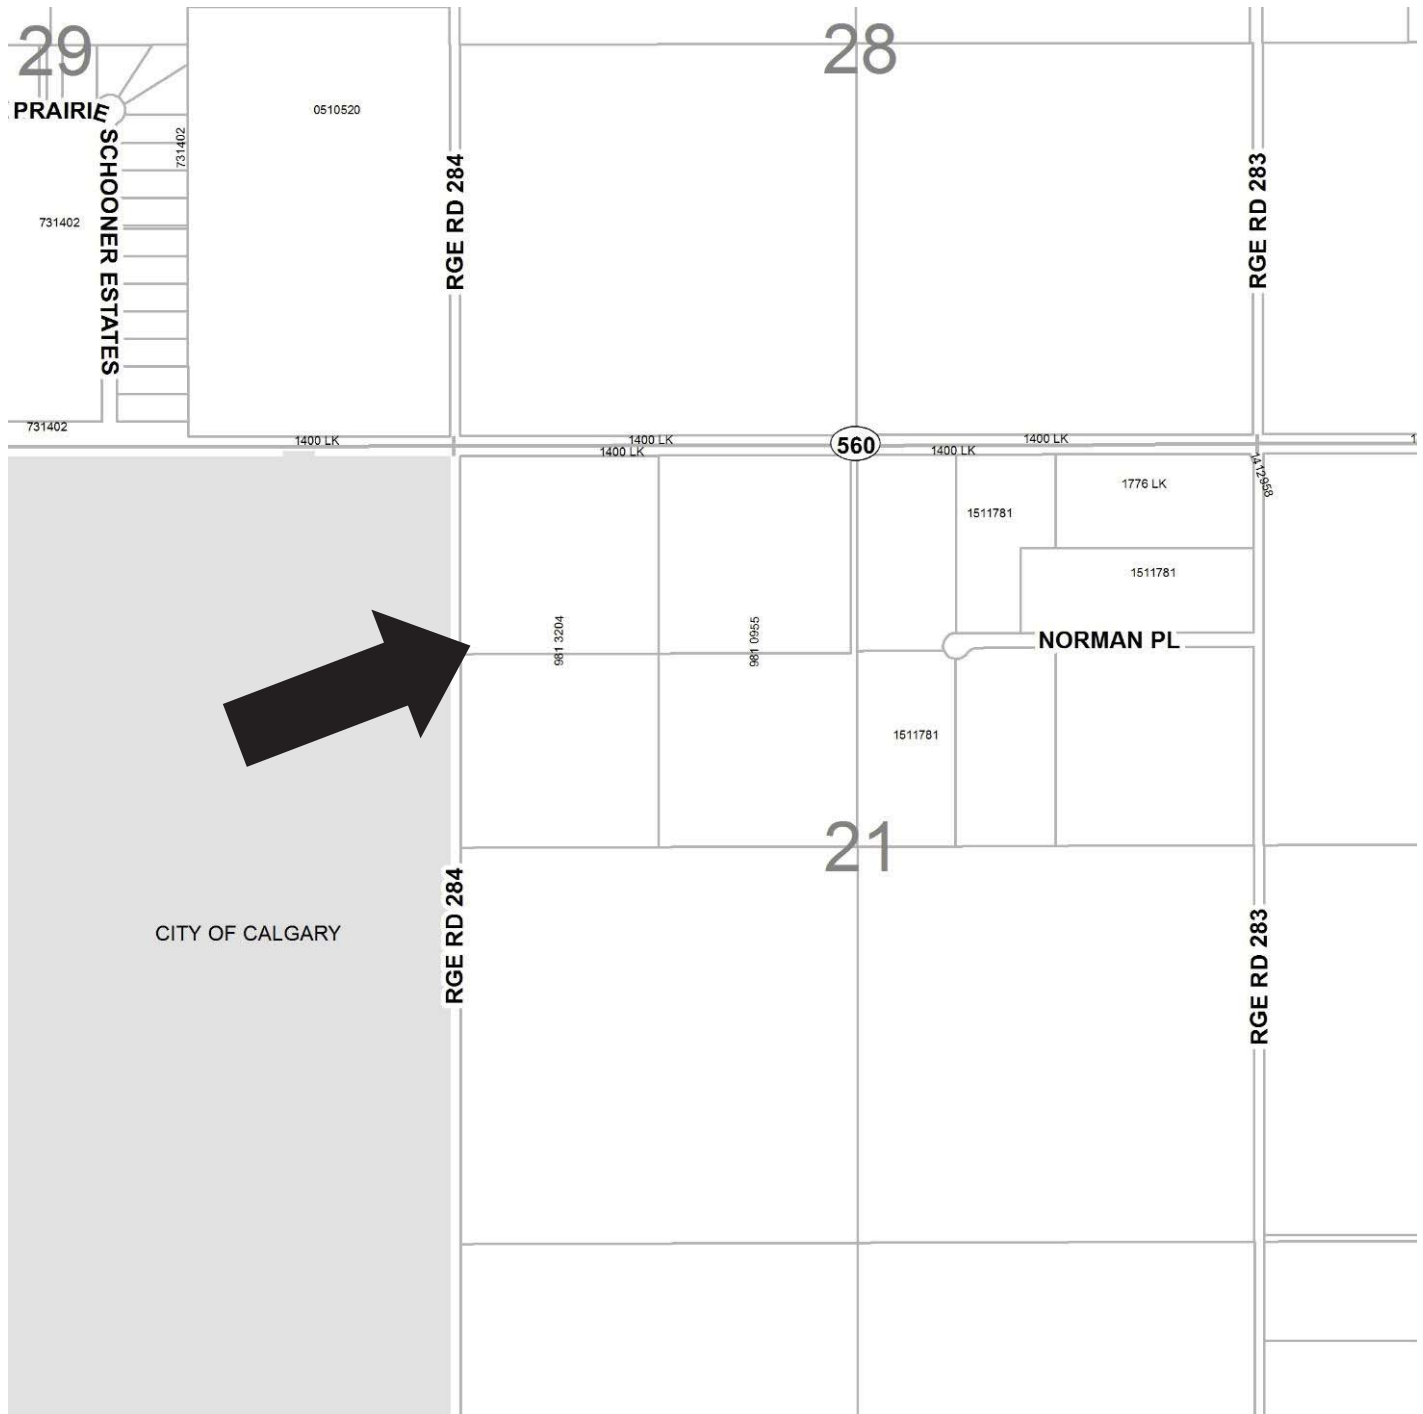 29
28
PRAIRIE SCHOONER ESTATES
0510520
731402
731402
RGE RD 284
RGE RD 283
731402
1400 LK
1400 LK
1400 LK
560
1400 LK
1400 LK
1776 LK
1412958
1511781
1511781
981 3204
981 0955
NORMAN PL
1511781
21
RGE RD 284
CITY OF CALGARY
RGE RD 283